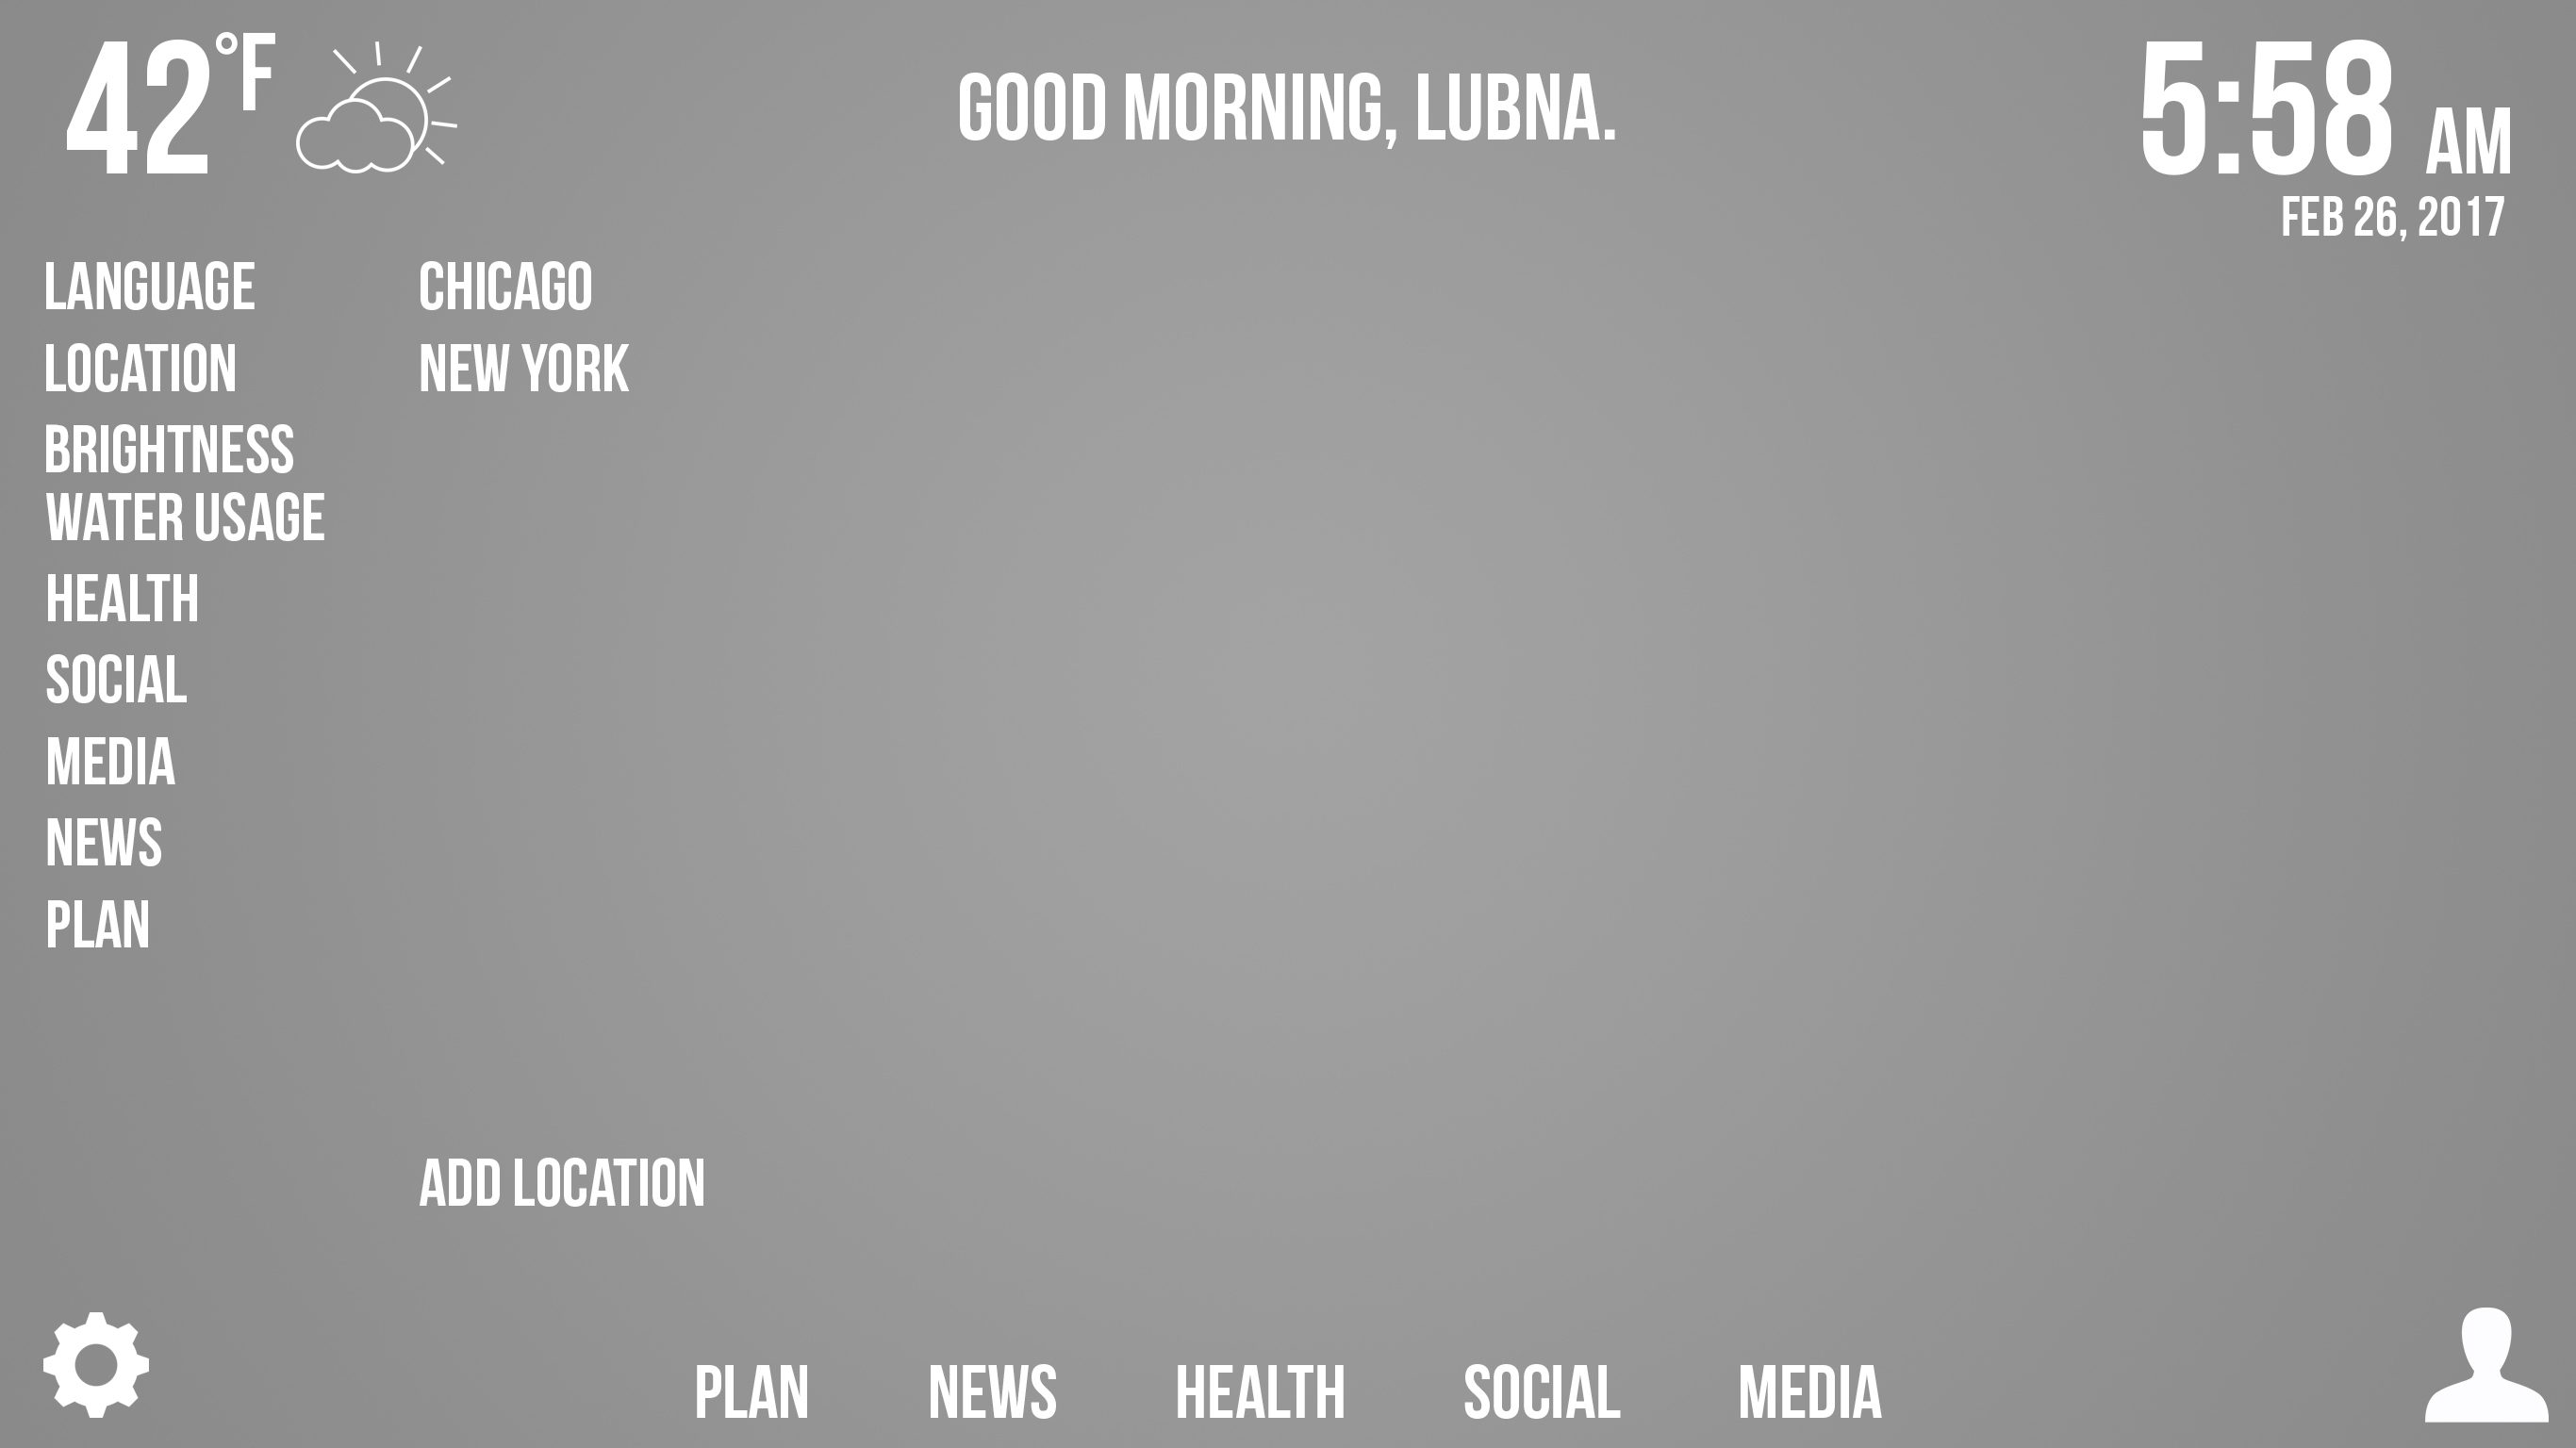 42°F
GOOD MORNING, LUBNA.
5:58 AM
FEB 26, 2017
LANGUAGE
LOCATION
BRIGHTNESS
WATER USAGE
HEALTH
SOCIAL
MEDIA
NEWS
PLAN
CHICAGO
NEW YORK
ADD LOCATION
PLAN NEWS HEALTH SOCIAL MEDIA